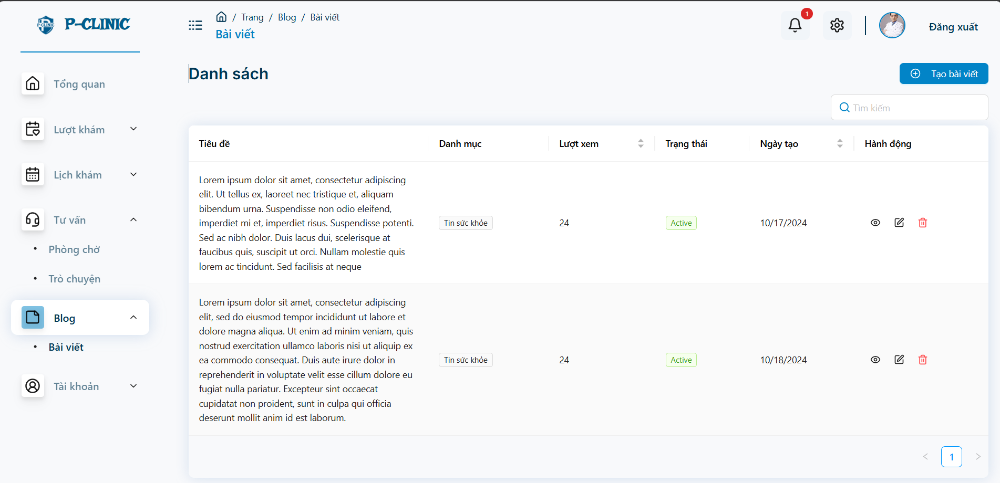 P-CLINIC
P-CLINIC
/ Trang / Blog / Bài viết
Bài viết
1
Đăng xuất
Tổng quan
Lượt khám
Lịch khám
Tư vấn
Phòng chờ
Trò chuyện
Blog
Bài viết
Tài khoản
Danh sách
Tạo bài viết
Tìm kiếm
Tiêu đề
Danh mục
Lượt xem
Trạng thái
Ngày tạo
Hành động
Lorem ipsum dolor sit amet, consectetur adipiscing
elit. Ut tellus ex, laoreet nec tristique et, aliquam
bibendum urna. Suspendisse non odio eleifend,
imperdiet mi et, imperdiet risus. Suspendisse potenti.
Sed ac nibh dolor. Duis lacus dui, scelerisque at
faucibus quis, suscipit ut orci. Nullam molestie quis
lorem ac tincidunt. Sed facilisis at neque
Tin sức khỏe
24
Active
10/17/2024
Lorem ipsum dolor sit amet, consectetur adipiscing
elit, sed do eiusmod tempor incididunt ut labore et
dolore magna aliqua. Ut enim ad minim veniam, quis
nostrud exercitation ullamco laboris nisi ut aliquip ex
ea commodo consequat. Duis aute irure dolor in
reprehenderit in voluptate velit esse cillum dolore eu
fugiat nulla pariatur. Excepteur sint occaecat
cupidatat non proident, sunt in culpa qui officia
deserunt mollit anim id est laborum.
Tin sức khỏe
24
Active
10/18/2024
1